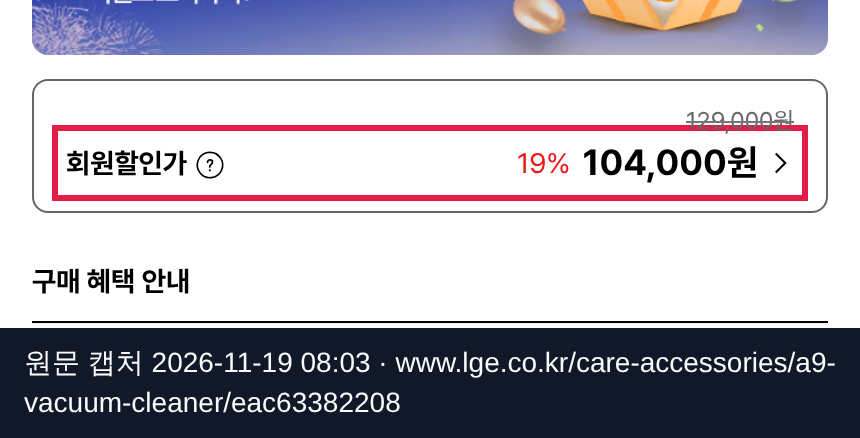 129,000원
회원할인가 ? 19% 104,000원
구매 혜택 안내
원문 캡처 2026-11-19 08:03 · www.lge.co.kr/care-accessories/a9-
vacuum-cleaner/eac63382208